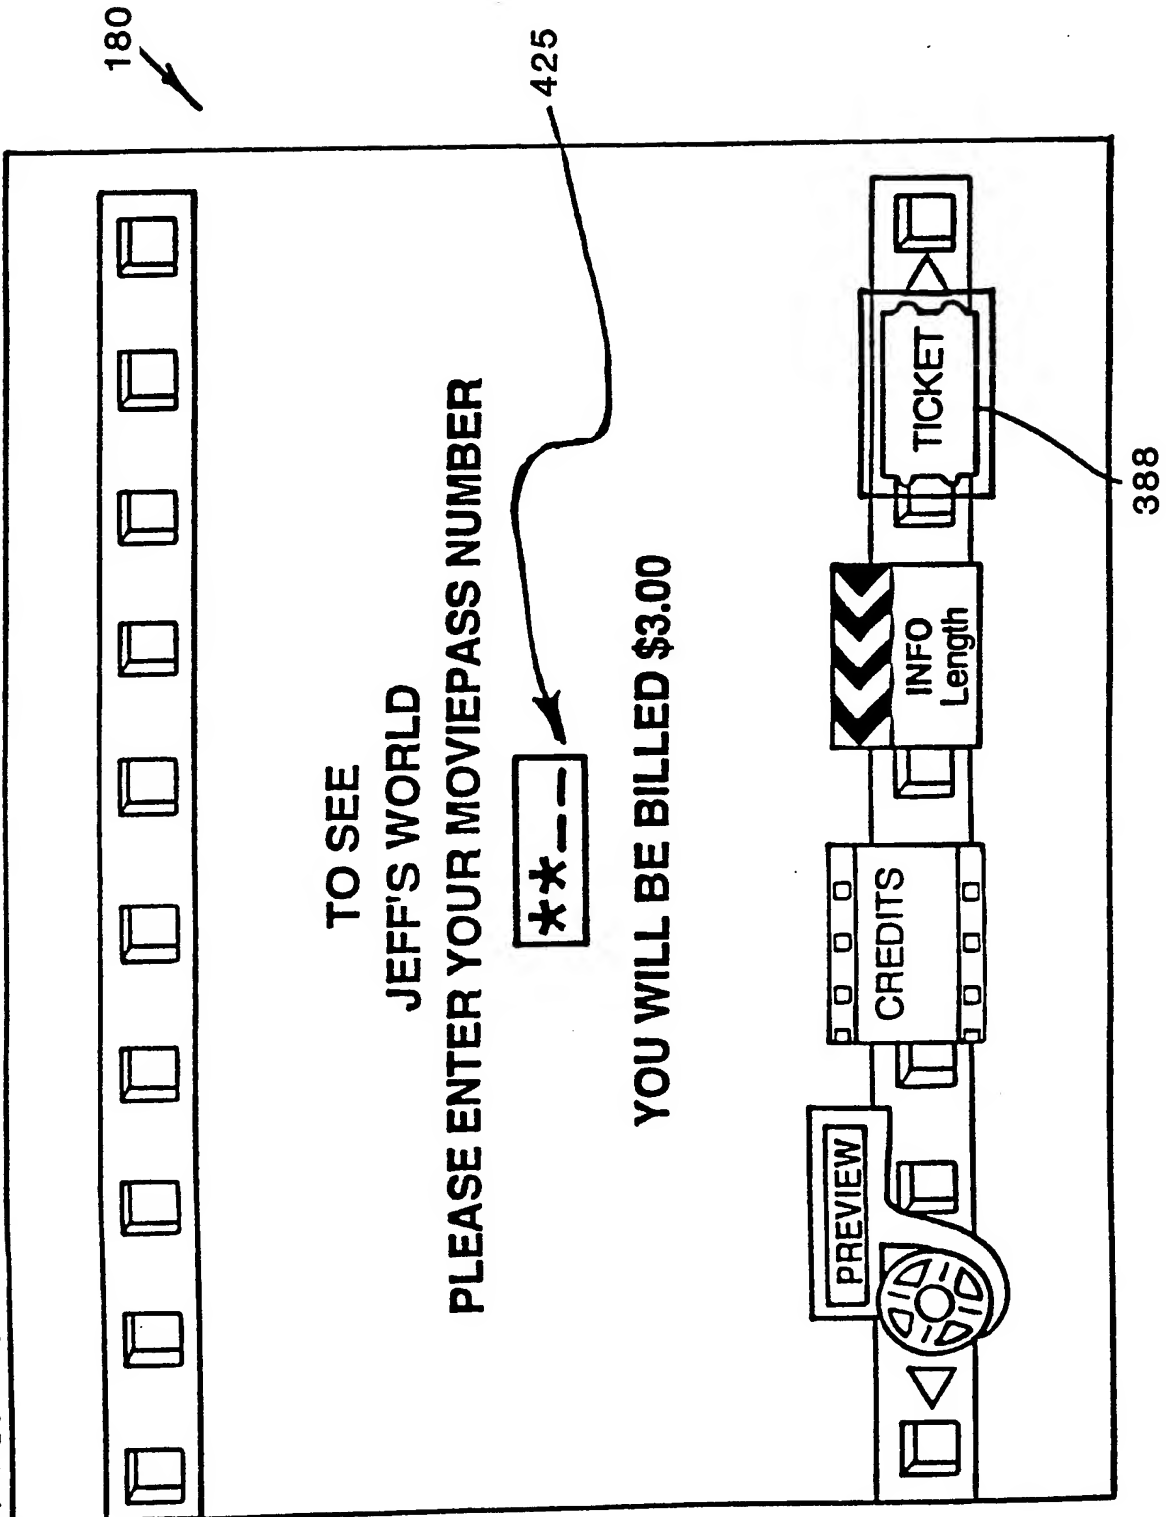 180
425
TO SEE
JEFF'S WORLD
PLEASE ENTER YOUR MOVIEPASS NUMBER
**__
YOU WILL BE BILLED $3.00
PREVIEW
CREDITS
INFO
Length
TICKET
388